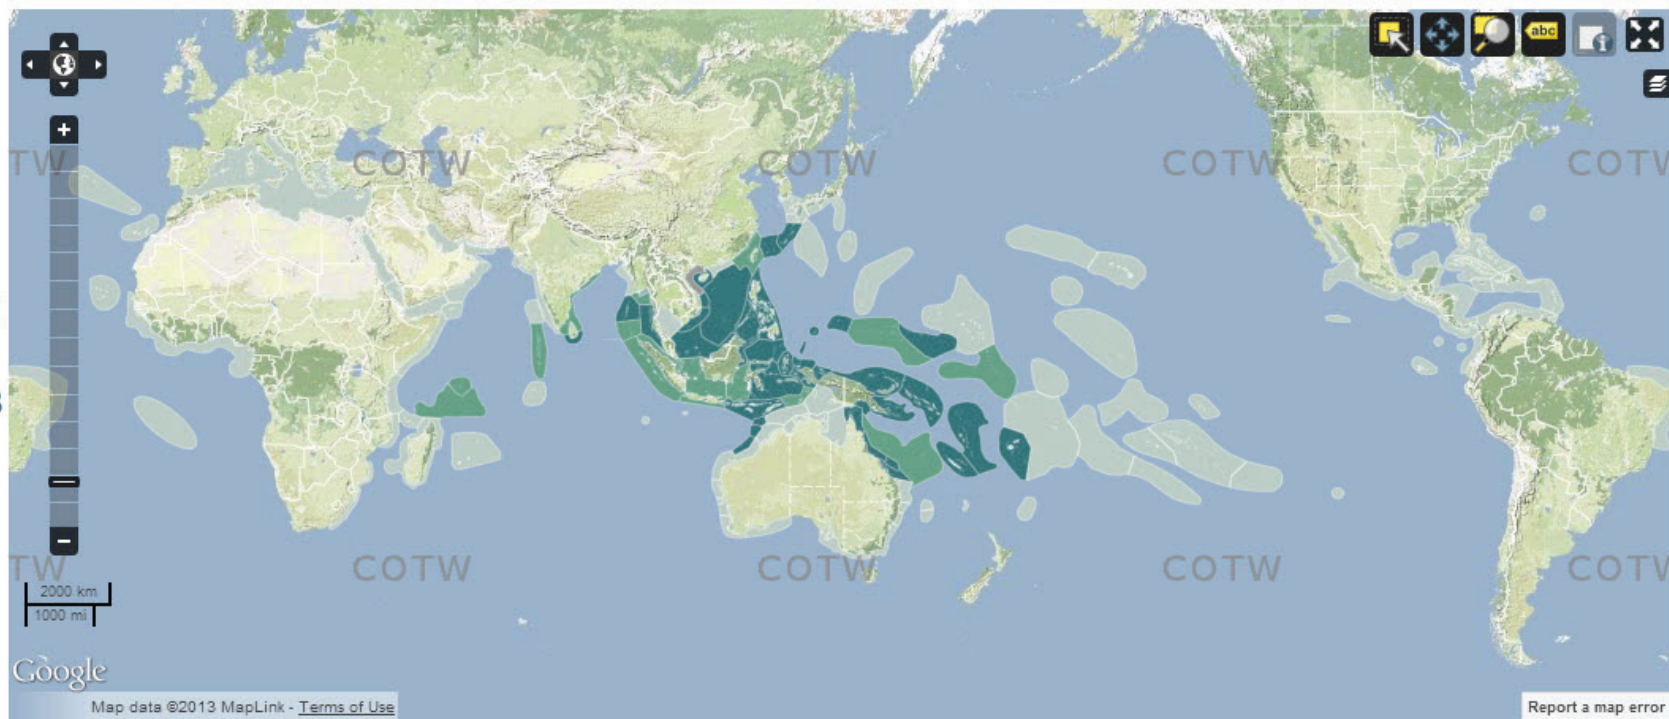 abc
TW COTW COTW COTW COTW
TW COTW COTW COTW COTW
2000 km
1000 mi
Google
Map data ©2013 MapLink - Terms of Use
Report a map error